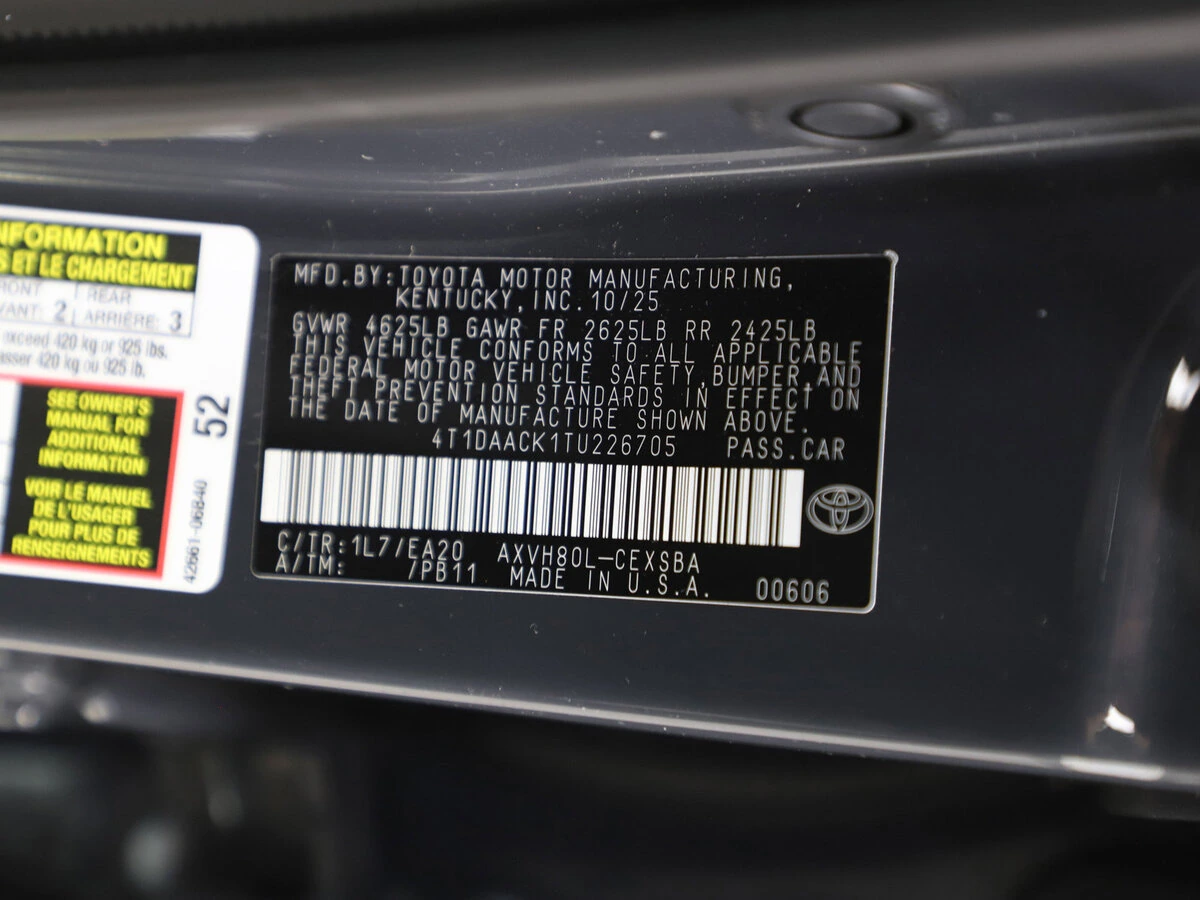 NFORMATION
S ET LE CHARGEMENT
RONT REAR
VANT: 2 ARRIÈRE: 3
exceed 420 kg or 925 lbs.
asser 420 kg ou 925 lb.
SEE OWNER'S
MANUAL FOR
ADDITIONAL
INFORMATION
VOIR LE MANUEL
DE L'USAGER
POUR PLUS DE
RENSEIGNEMENTS
52
42661-06B40
MFD.BY:TOYOTA MOTOR MANUFACTURING,
KENTUCKY,INC.10/25
GVWR 4625LB GAWR FR 2625LB RR 2425LB
THIS VEHICLE CONFORMS TO ALL APPLICABLE
FEDERAL MOTOR VEHICLE SAFETY,BUMPER,AND
THEFT PREVENTION STANDARDS IN EFFECT ON
THE DATE OF MANUFACTURE SHOWN ABOVE.
4T1DAACK1TU226705 PASS.CAR
C/TR:1L7/EA20 AXVH80L-CEXSBA
A/TM: /PB11 MADE IN U.S.A. 00606